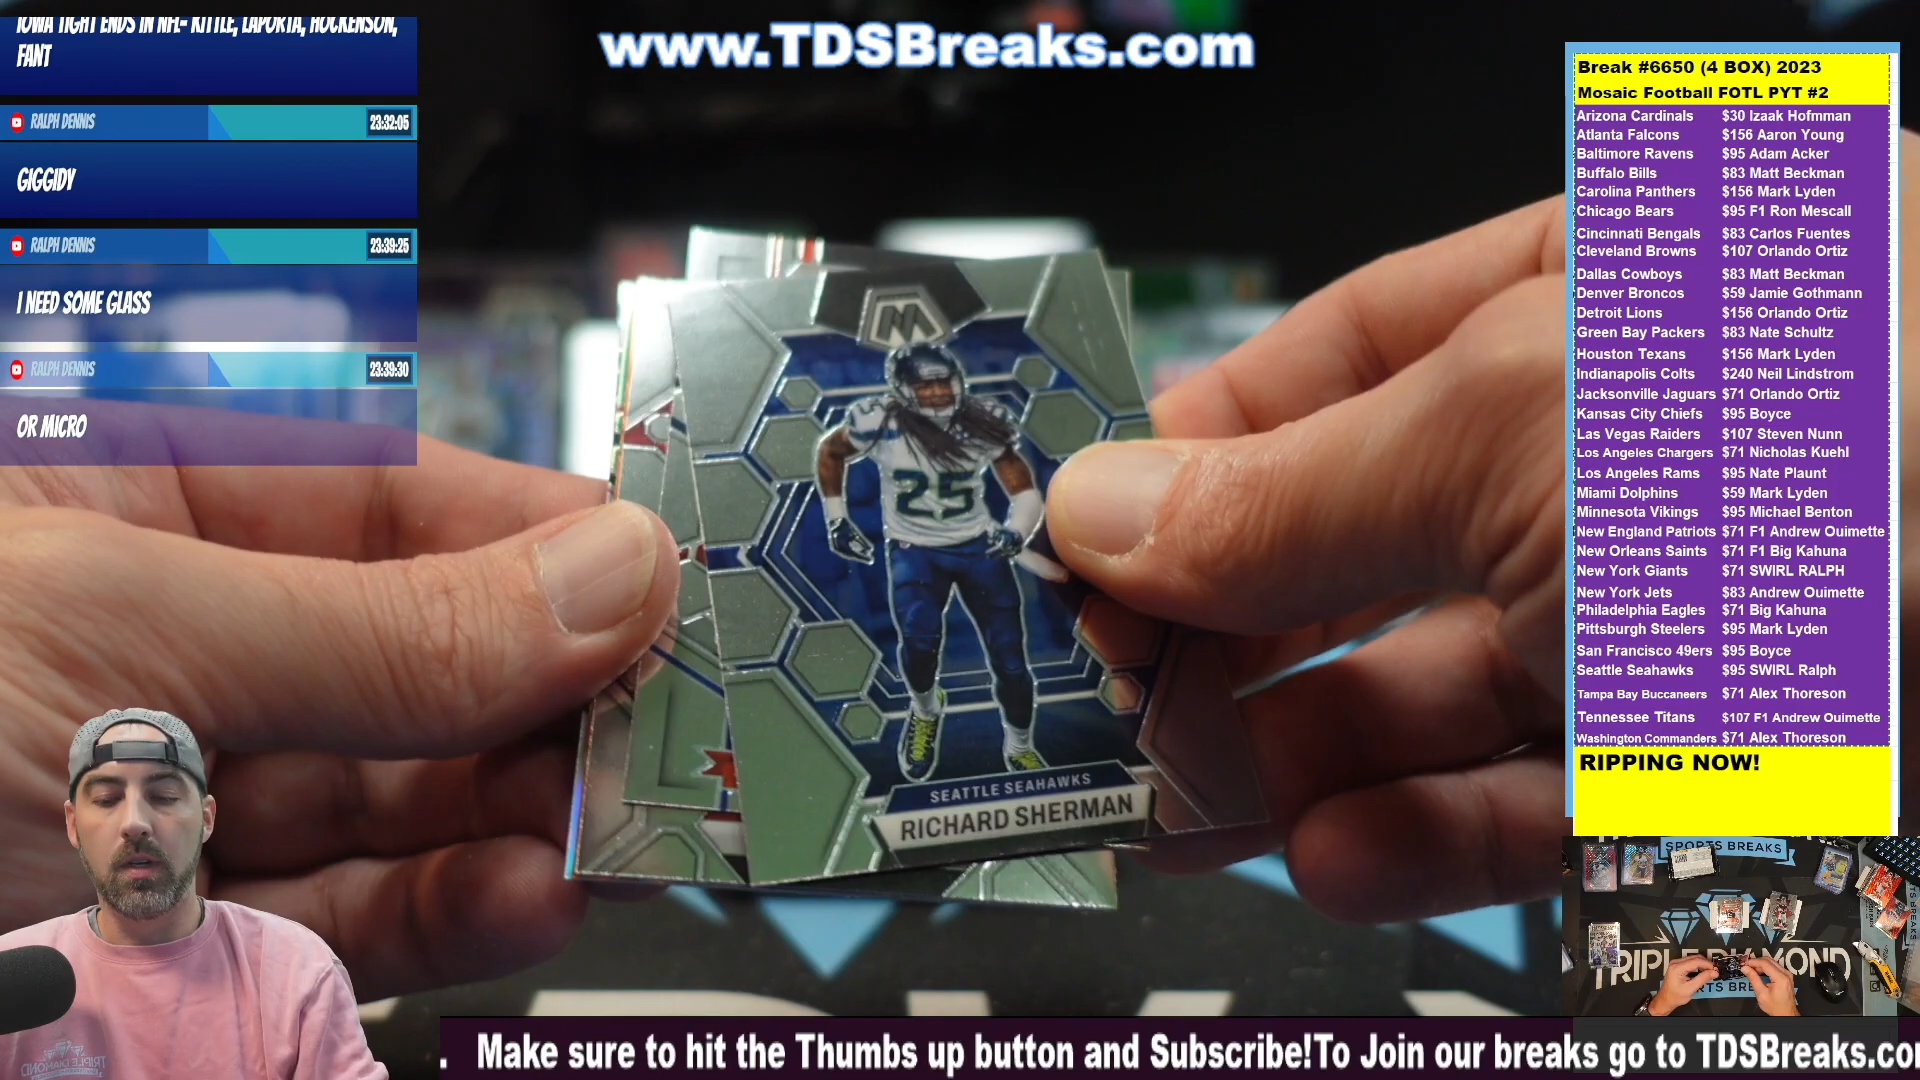 IOWA TIGHT ENDS IN NFL- KITTLE, LAPORTA, HOCKENSON,
FANT
RALPH DENNIS 23:32:05
GIGGIDY
RALPH DENNIS 23:39:25
I NEED SOME GLASS
RALPH DENNIS 23:39:30
OR MICRO
www.TDSBreaks.com
25
SEATTLE SEAHAWKS
RICHARD SHERMAN
Break #6650 (4 BOX) 2023
Mosaic Football FOTL PYT #2
Arizona Cardinals $30 Izaak Hofmman
Atlanta Falcons $156 Aaron Young
Baltimore Ravens $95 Adam Acker
Buffalo Bills $83 Matt Beckman
Carolina Panthers $156 Mark Lyden
Chicago Bears $95 F1 Ron Mescall
Cincinnati Bengals $83 Carlos Fuentes
Cleveland Browns $107 Orlando Ortiz
Dallas Cowboys $83 Matt Beckman
Denver Broncos $59 Jamie Gothmann
Detroit Lions $156 Orlando Ortiz
Green Bay Packers $83 Nate Schultz
Houston Texans $156 Mark Lyden
Indianapolis Colts $240 Neil Lindstrom
Jacksonville Jaguars $71 Orlando Ortiz
Kansas City Chiefs $95 Boyce
Las Vegas Raiders $107 Steven Nunn
Los Angeles Chargers $71 Nicholas Kuehl
Los Angeles Rams $95 Nate Plaunt
Miami Dolphins $59 Mark Lyden
Minnesota Vikings $95 Michael Benton
New England Patriots $71 F1 Andrew Ouimette
New Orleans Saints $71 F1 Big Kahuna
New York Giants $71 SWIRL RALPH
New York Jets $83 Andrew Ouimette
Philadelphia Eagles $71 Big Kahuna
Pittsburgh Steelers $95 Mark Lyden
San Francisco 49ers $95 Boyce
Seattle Seahawks $95 SWIRL Ralph
Tampa Bay Buccaneers $71 Alex Thoreson
Tennessee Titans $107 F1 Andrew Ouimette
Washington Commanders $71 Alex Thoreson
RIPPING NOW!
SPORTS BREAKS
TRIPLE DIAMOND
SPORTS BREAKS
. Make sure to hit the Thumbs up button and Subscribe!To Join our breaks go to TDSBreaks.co